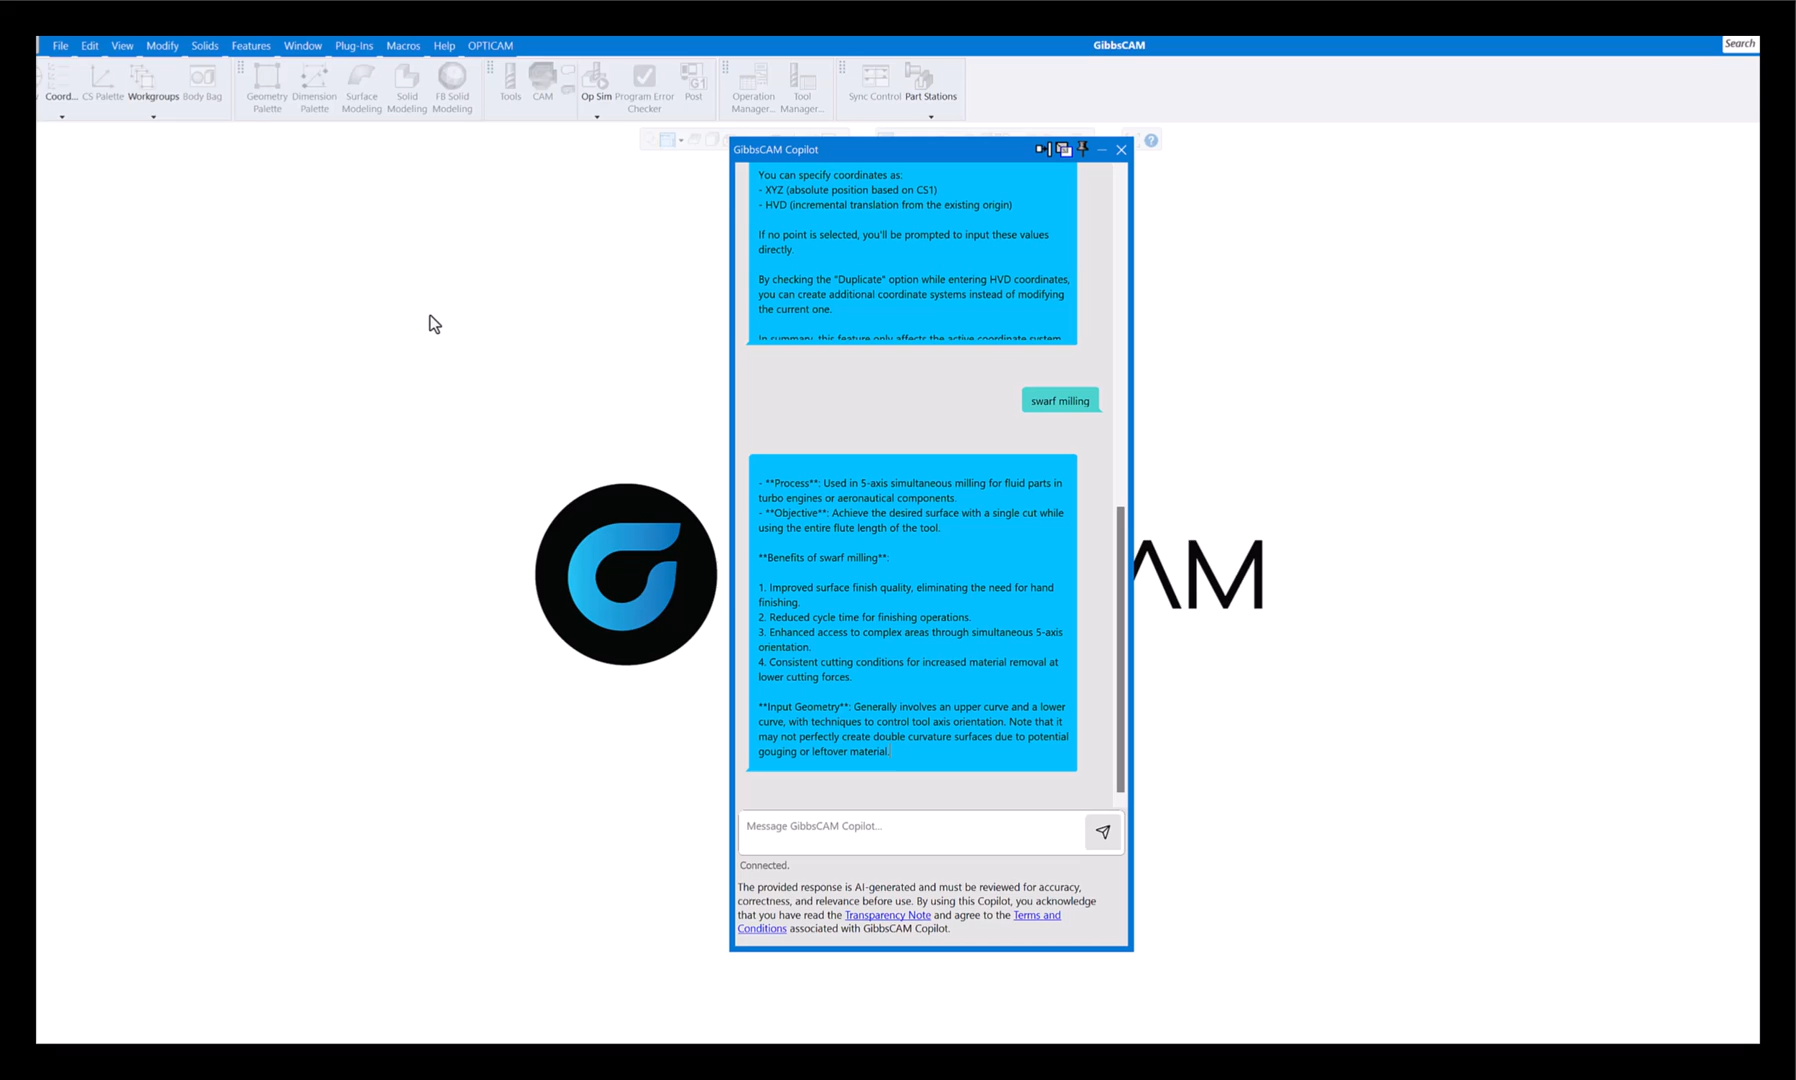 File Edit View Modify Solids Features Window Plug-Ins Macros Help OPTICAM
GibbsCAM
Search
Coord... CS Palette Workgroups Body Bag
Geometry Palette
Dimension Palette
Surface Modeling
Solid Modeling
FB Solid Modeling
Tools CAM
Op Sim
Program Error Checker
G1
Post
Operation Manager...
Tool Manager...
Sync Control Part Stations
GibbsCAM Copilot
You can specify coordinates as:
- XYZ (absolute position based on CS1)
- HVD (incremental translation from the existing origin)
If no point is selected, you'll be prompted to input these values
directly.
By checking the "Duplicate" option while entering HVD coordinates,
you can create additional coordinate systems instead of modifying
the current one.
In summary, this feature only affects the active coordinate system
swarf milling
- **Process**: Used in 5-axis simultaneous milling for fluid parts in
turbo engines or aeronautical components.
- **Objective**: Achieve the desired surface with a single cut while
using the entire flute length of the tool.
**Benefits of swarf milling**:
1. Improved surface finish quality, eliminating the need for hand
finishing.
2. Reduced cycle time for finishing operations.
3. Enhanced access to complex areas through simultaneous 5-axis
orientation.
4. Consistent cutting conditions for increased material removal at
lower cutting forces.
**Input Geometry**: Generally involves an upper curve and a lower
curve, with techniques to control tool axis orientation. Note that it
may not perfectly create double curvature surfaces due to potential
gouging or leftover material.
AM
Message GibbsCAM Copilot...
Connected.
The provided response is AI-generated and must be reviewed for accuracy,
correctness, and relevance before use. By using this Copilot, you acknowledge
that you have read the Transparency Note and agree to the Terms and
Conditions associated with GibbsCAM Copilot.